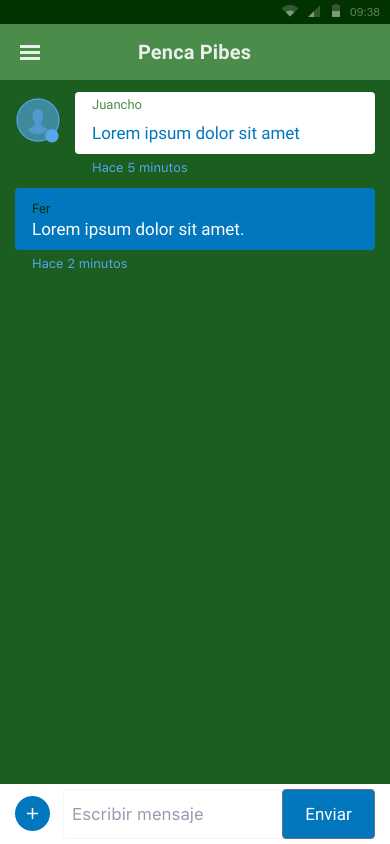 09:38
Penca Pibes
Juancho
Lorem ipsum dolor sit amet
Hace 5 minutos
Fer
Lorem ipsum dolor sit amet.
Hace 2 minutos
Escribir mensaje
Enviar